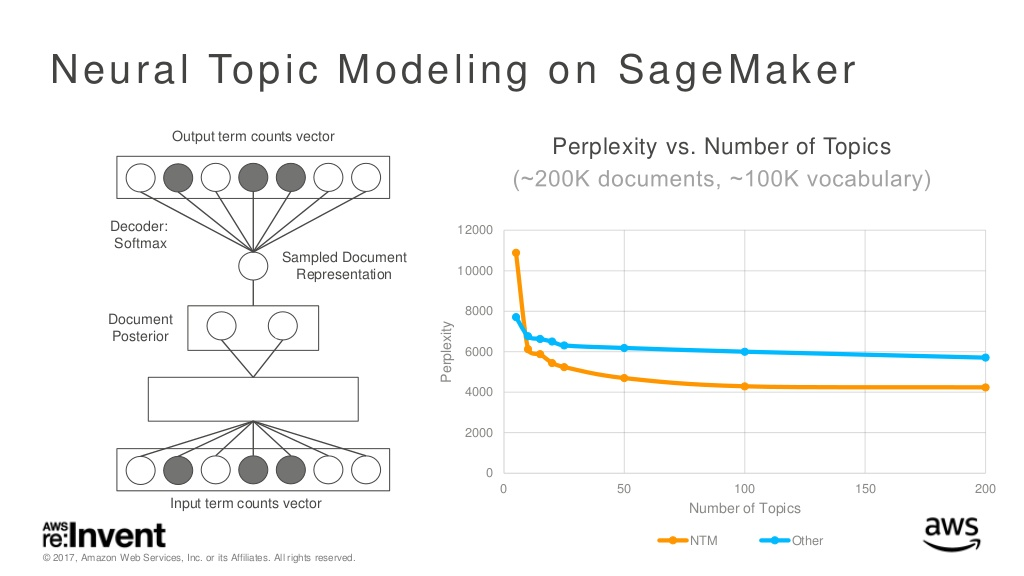 Neural Topic Modeling on SageMaker
Output term counts vector
Decoder:
Softmax
Sampled Document
Representation
Document
Posterior
Input term counts vector
Perplexity vs. Number of Topics
(~200K documents, ~100K vocabulary)
12000
10000
8000
6000
4000
2000
0
Perplexity
0 50 100 150 200
Number of Topics
NTM Other
AWS
re:Invent
aws
© 2017, Amazon Web Services, Inc. or its Affiliates. All rights reserved.